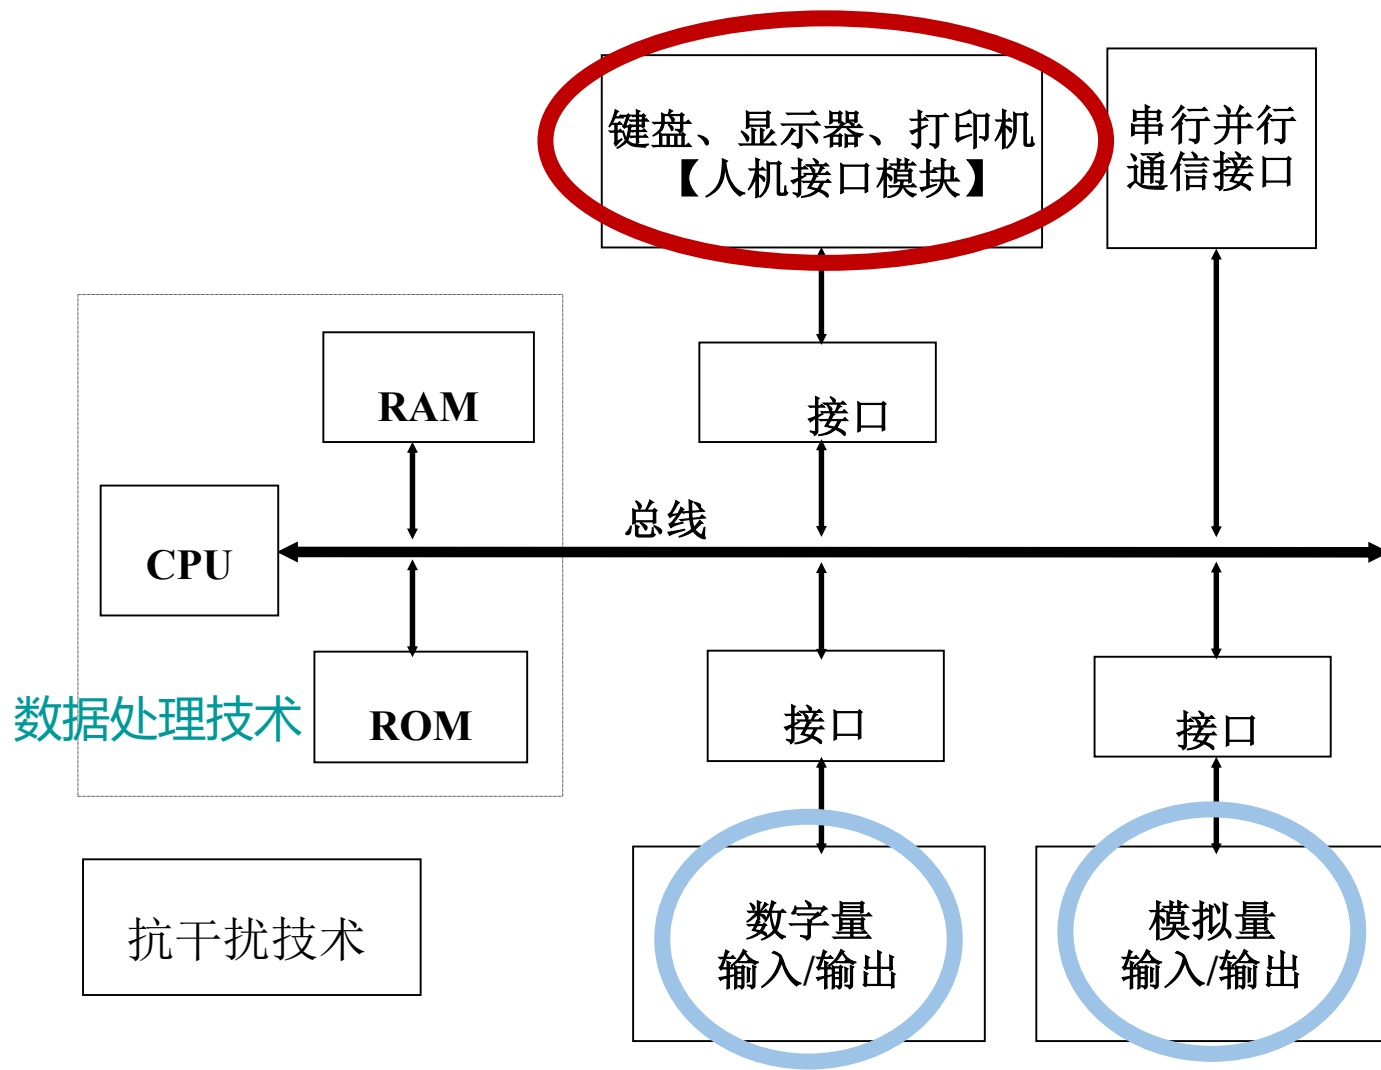 键盘、显示器、打印机
【人机接口模块】
串行并行
通信接口
RAM
接口
总线
CPU
ROM
数据处理技术
接口
接口
抗干扰技术
数字量
输入/输出
模拟量
输入/输出